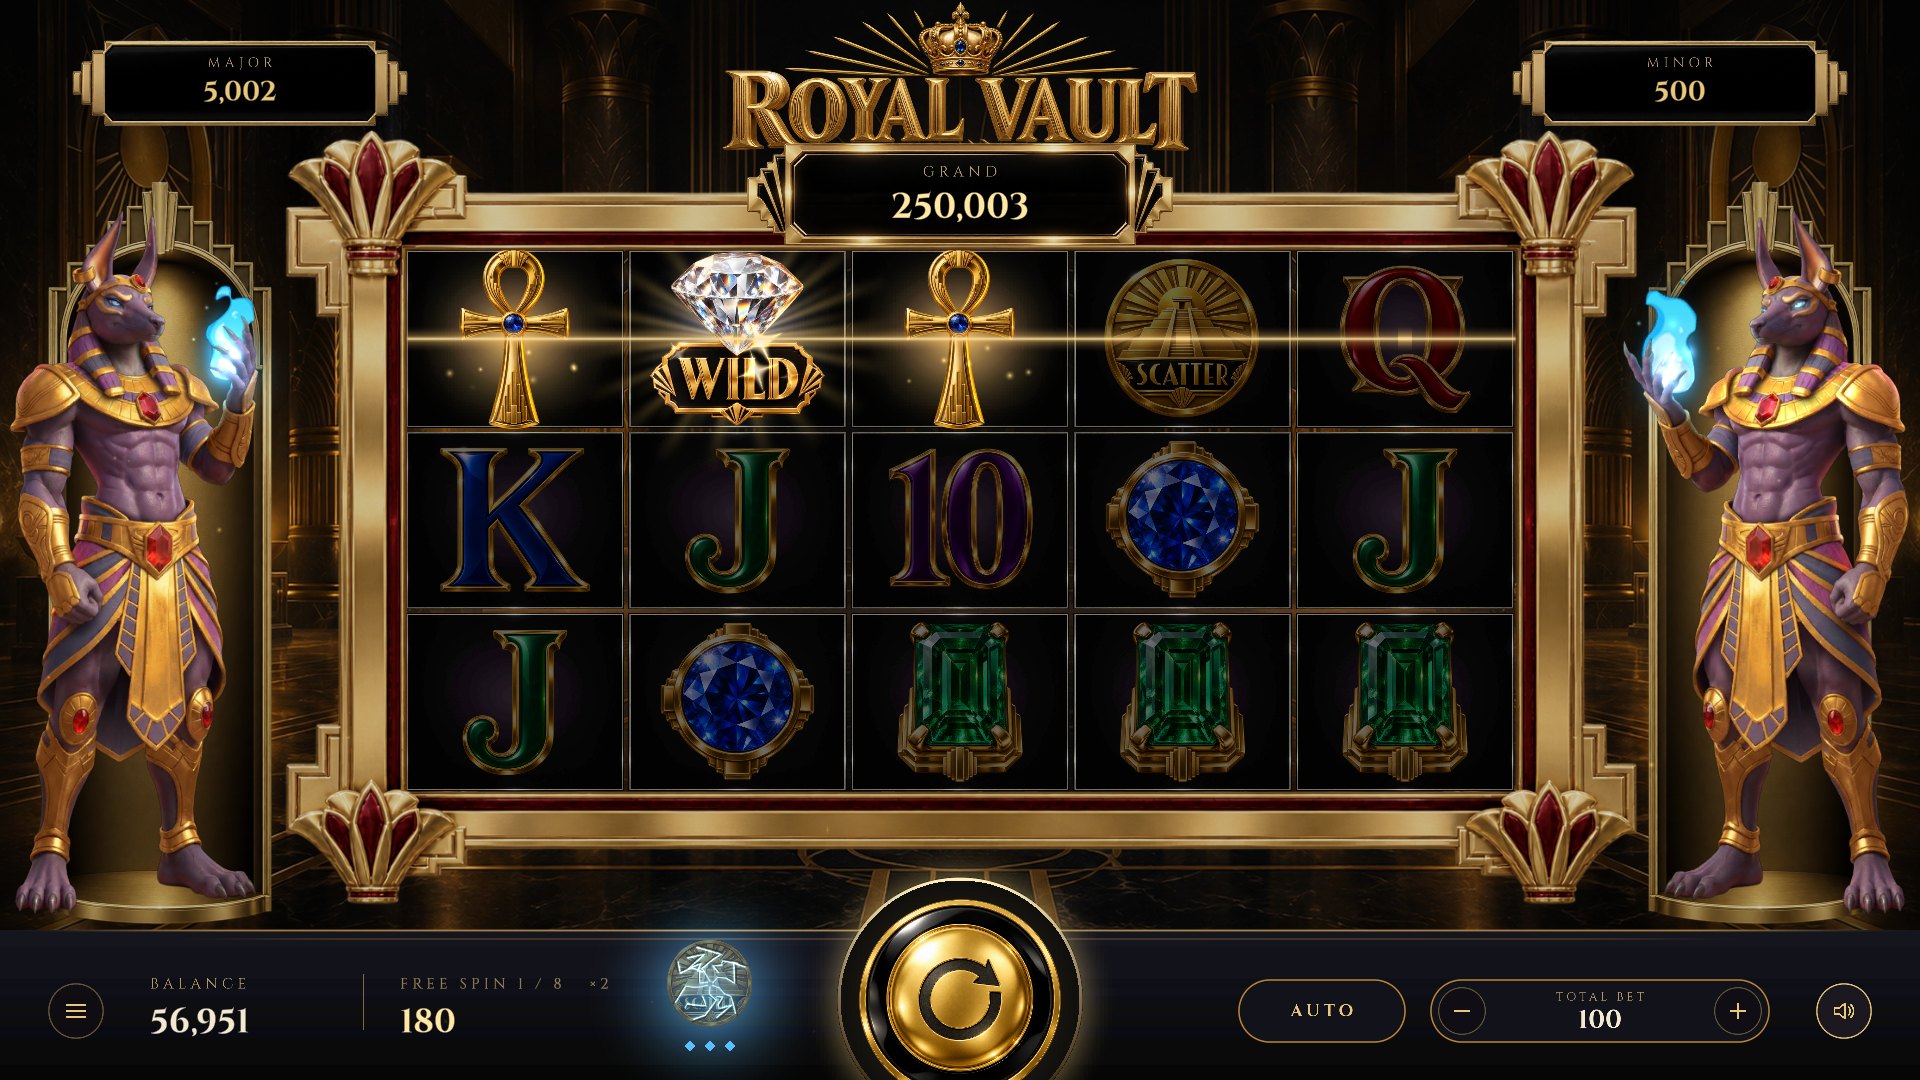 MAJOR
5,002
ROYAL VAULT
MINOR
500
GRAND
250,003
WILD
SCATTER
Q
K
J
10
J
J
BALANCE
56,951
FREE SPIN 1 / 8 ×2
180
AUTO
TOTAL BET
100